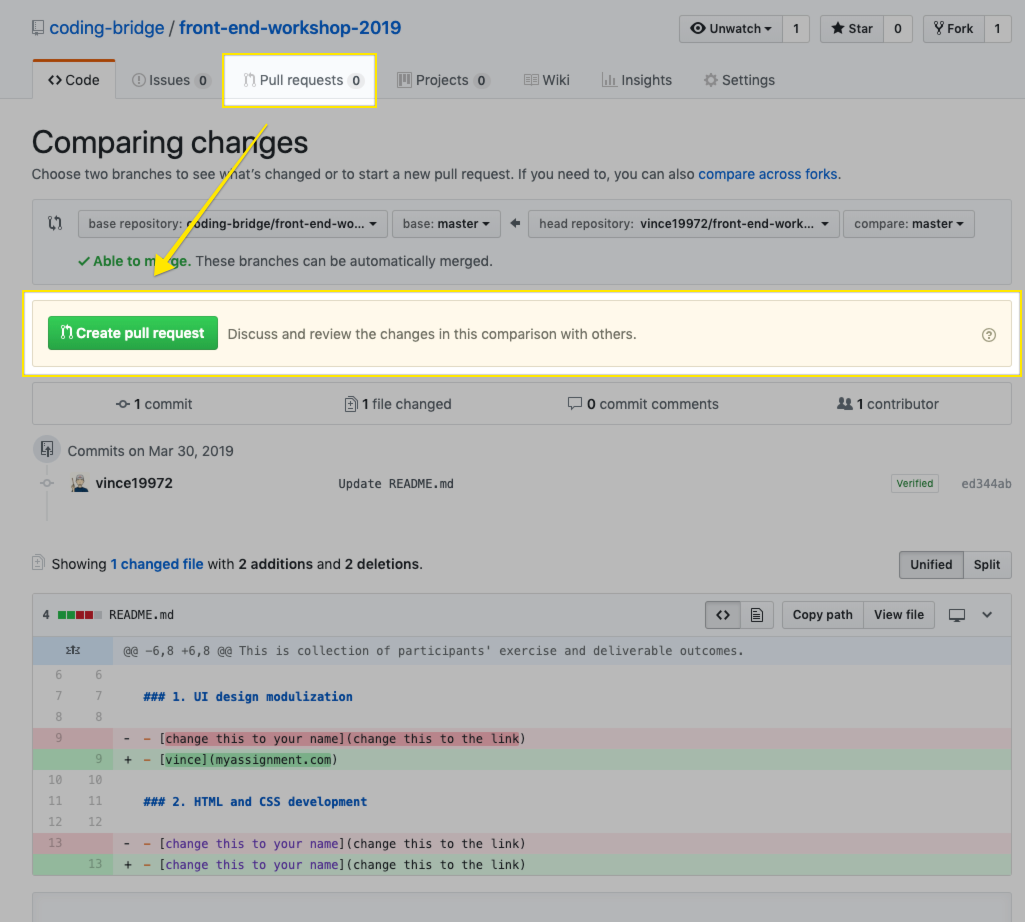 coding-bridge / front-end-workshop-2019
Unwatch 1 Star 0 Fork 1
Code Issues 0 Pull requests 0 Projects 0 Wiki Insights Settings
Comparing changes
Choose two branches to see what's changed or to start a new pull request. If you need to, you can also compare across forks.
base repository: coding-bridge/front-end-wo... base: master head repository: vince19972/front-end-work... compare: master
Able to merge. These branches can be automatically merged.
Create pull request Discuss and review the changes in this comparison with others.
1 commit 1 file changed 0 commit comments 1 contributor
Commits on Mar 30, 2019
vince19972 Update README.md Verified ed344ab
Showing 1 changed file with 2 additions and 2 deletions. Unified Split
4 README.md <> Copy path View file
@@ -6,8 +6,8 @@ This is collection of participants' exercise and deliverable outcomes.
6 6
7 7 ### 1. UI design modulization
8 8
9 - - [change this to your name](change this to the link)
9 + - [vince](myassignment.com)
10 10
11 11 ### 2. HTML and CSS development
12 12
13 - - [change this to your name](change this to the link)
13 + - [change this to your name](change this to the link)